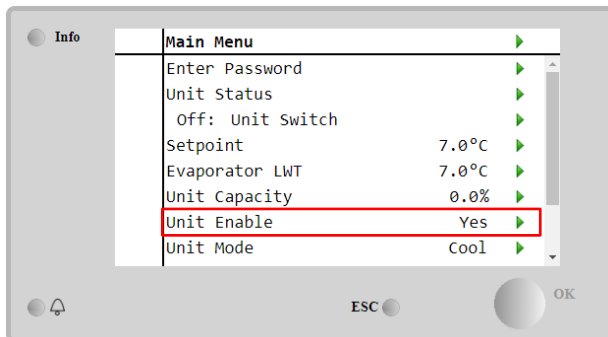 Info
Main Menu
Enter Password
Unit Status
Off: Unit Switch
Setpoint 7.0°C
Evaporator LWT 7.0°C
Unit Capacity 0.0%
Unit Enable Yes
Unit Mode Cool
ESC
OK